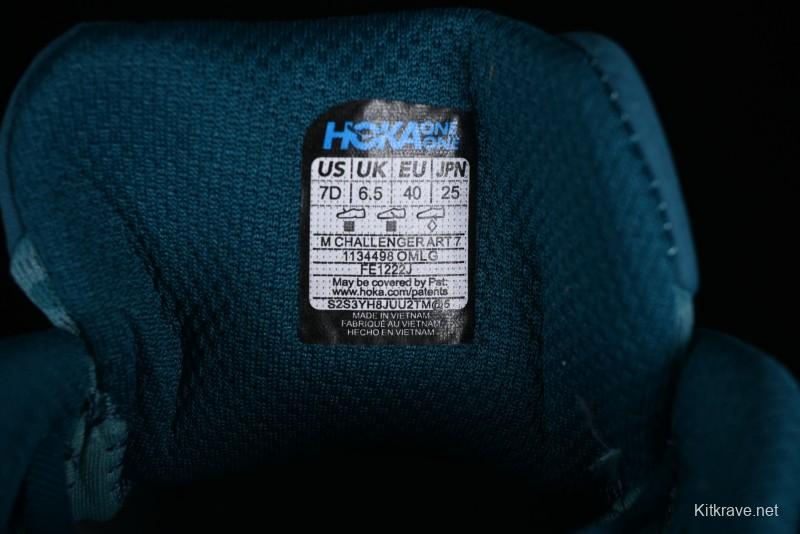 HOKA ONE ONE
US UK EU JPN
7D 6.5 40 25
M CHALLENGER ART 7
1134498 OMLG
FE1222J
May be covered by Pat:
www.hoka.com/patents
MADE IN VIETNAM
FABRIQUÉ AU VIETNAM
HECHO EN VIETNAM
Kitkrave.net